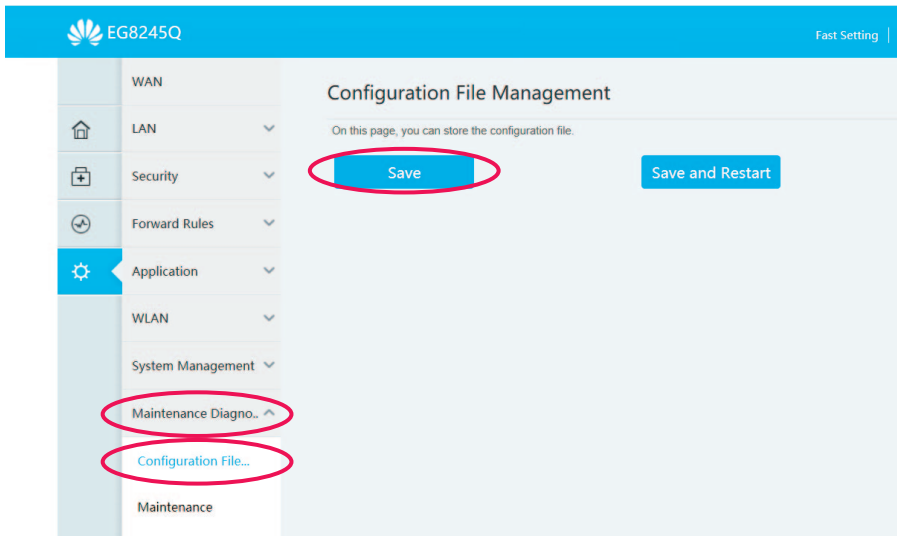 EG8245Q
Fast Setting
WAN
LAN
Security
Forward Rules
Application
WLAN
System Management
Maintenance Diagno..
Configuration File...
Maintenance
Configuration File Management
On this page, you can store the configuration file.
Save
Save and Restart